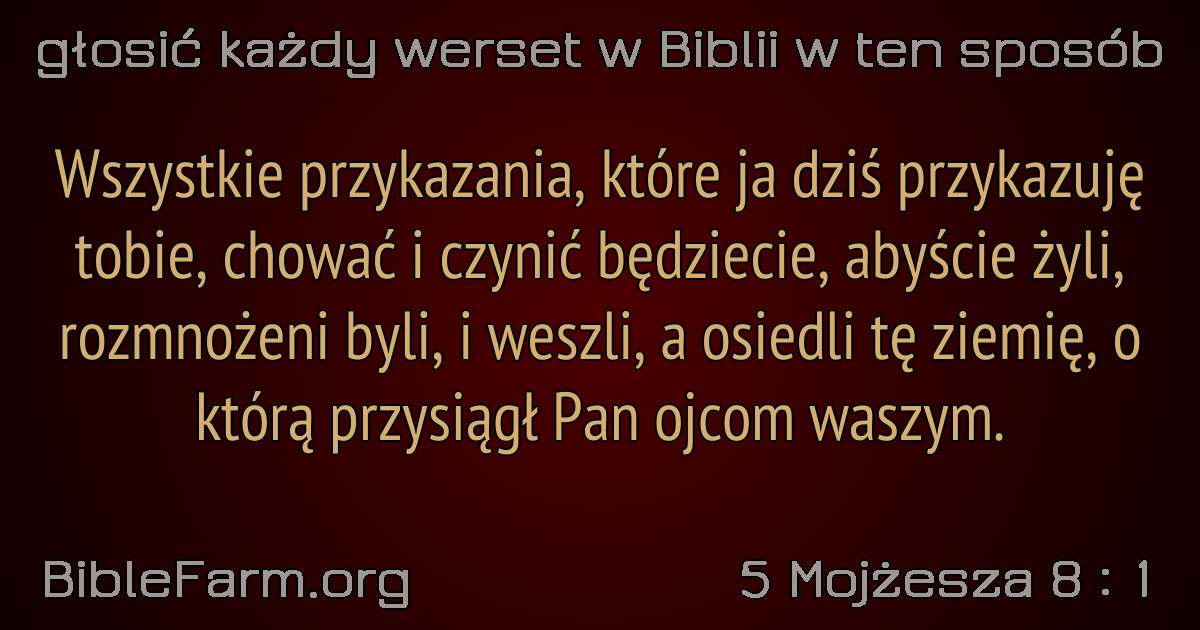 głosić każdy werset w Biblii w ten sposób
Wszystkie przykazania, które ja dziś przykazuję
tobie, chować i czynić będziecie, abyście żyli,
rozmnożeni byli, i weszli, a osiedli tę ziemię, o
którą przysiągł Pan ojcom waszym.
BibleFarm.org
5 Mojżesza 8 : 1